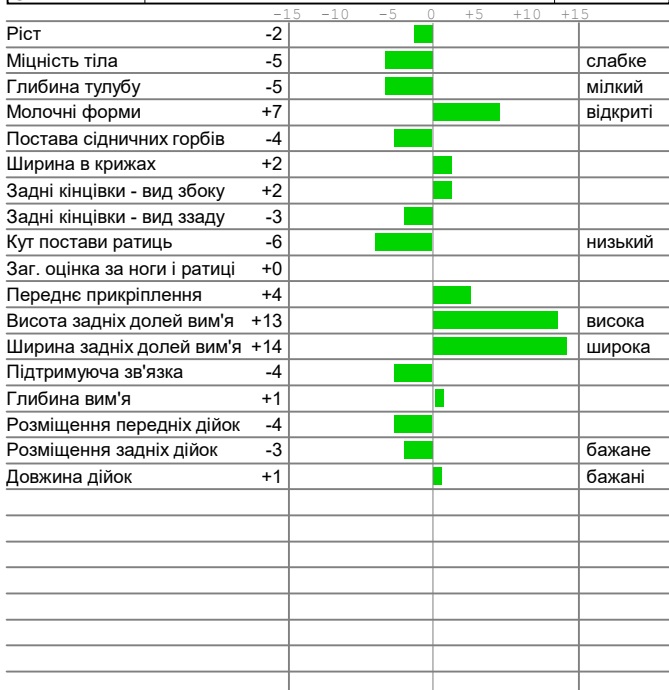 -15 -10 -5 0 +5 +10 +15
Ріст -2
Міцність тіла -5 слабке
Глибина тулубу -5 мілкий
Молочні форми +7 відкриті
Постава сідничних горбів -4
Ширина в крижах +2
Задні кінцівки - вид збоку +2
Задні кінцівки - вид ззаду -3
Кут постави ратиць -6 низький
Заг. оцінка за ноги і ратиці +0
Переднє прикріплення +4
Висота задніх долей вим'я +13 висока
Ширина задніх долей вим'я +14 широка
Підтримуюча зв'язка -4
Глибина вим'я +1
Розміщення передніх дійок -4
Розміщення задніх дійок -3 бажане
Довжина дійок +1 бажані